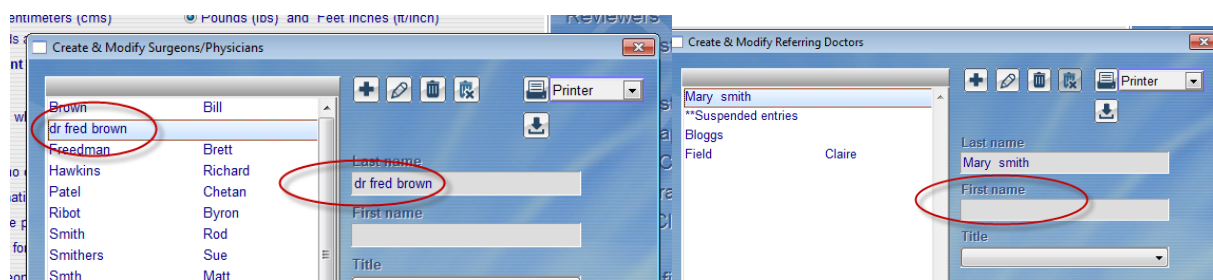 entimeters (cms) Pounds (lbs) and Feet Inches (ft/inch)
Reviewers
Create & Modify Surgeons/Physicians
Brown Bill
dr fred brown
Freedman Brett
Hawkins Richard
Patel Chetan
Ribot Byron
Smith Rod
Smithers Sue
Smth Matt
Printer
Last name
dr fred brown
First name
Title
Create & Modify Referring Doctors
Mary smith
**Suspended entries
Bloggs
Field Claire
Printer
Last name
Mary smith
First name
Title